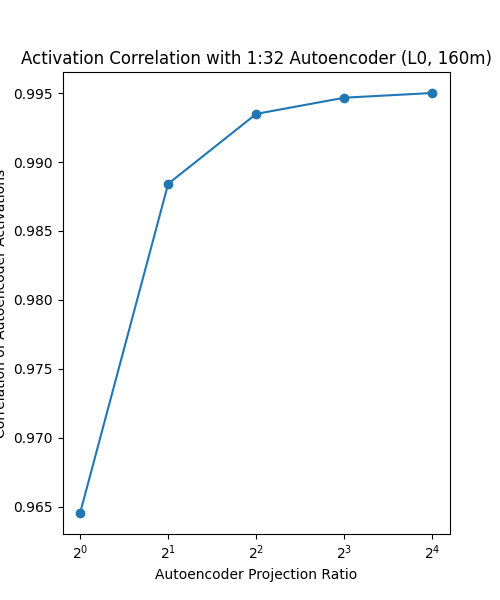 Activation Correlation with 1:32 Autoencoder (L0, 160m)
0.995
0.990
0.985
0.980
0.975
0.970
0.965
Correlation of Autoencoder Activations
2^0 2^1 2^2 2^3 2^4
Autoencoder Projection Ratio